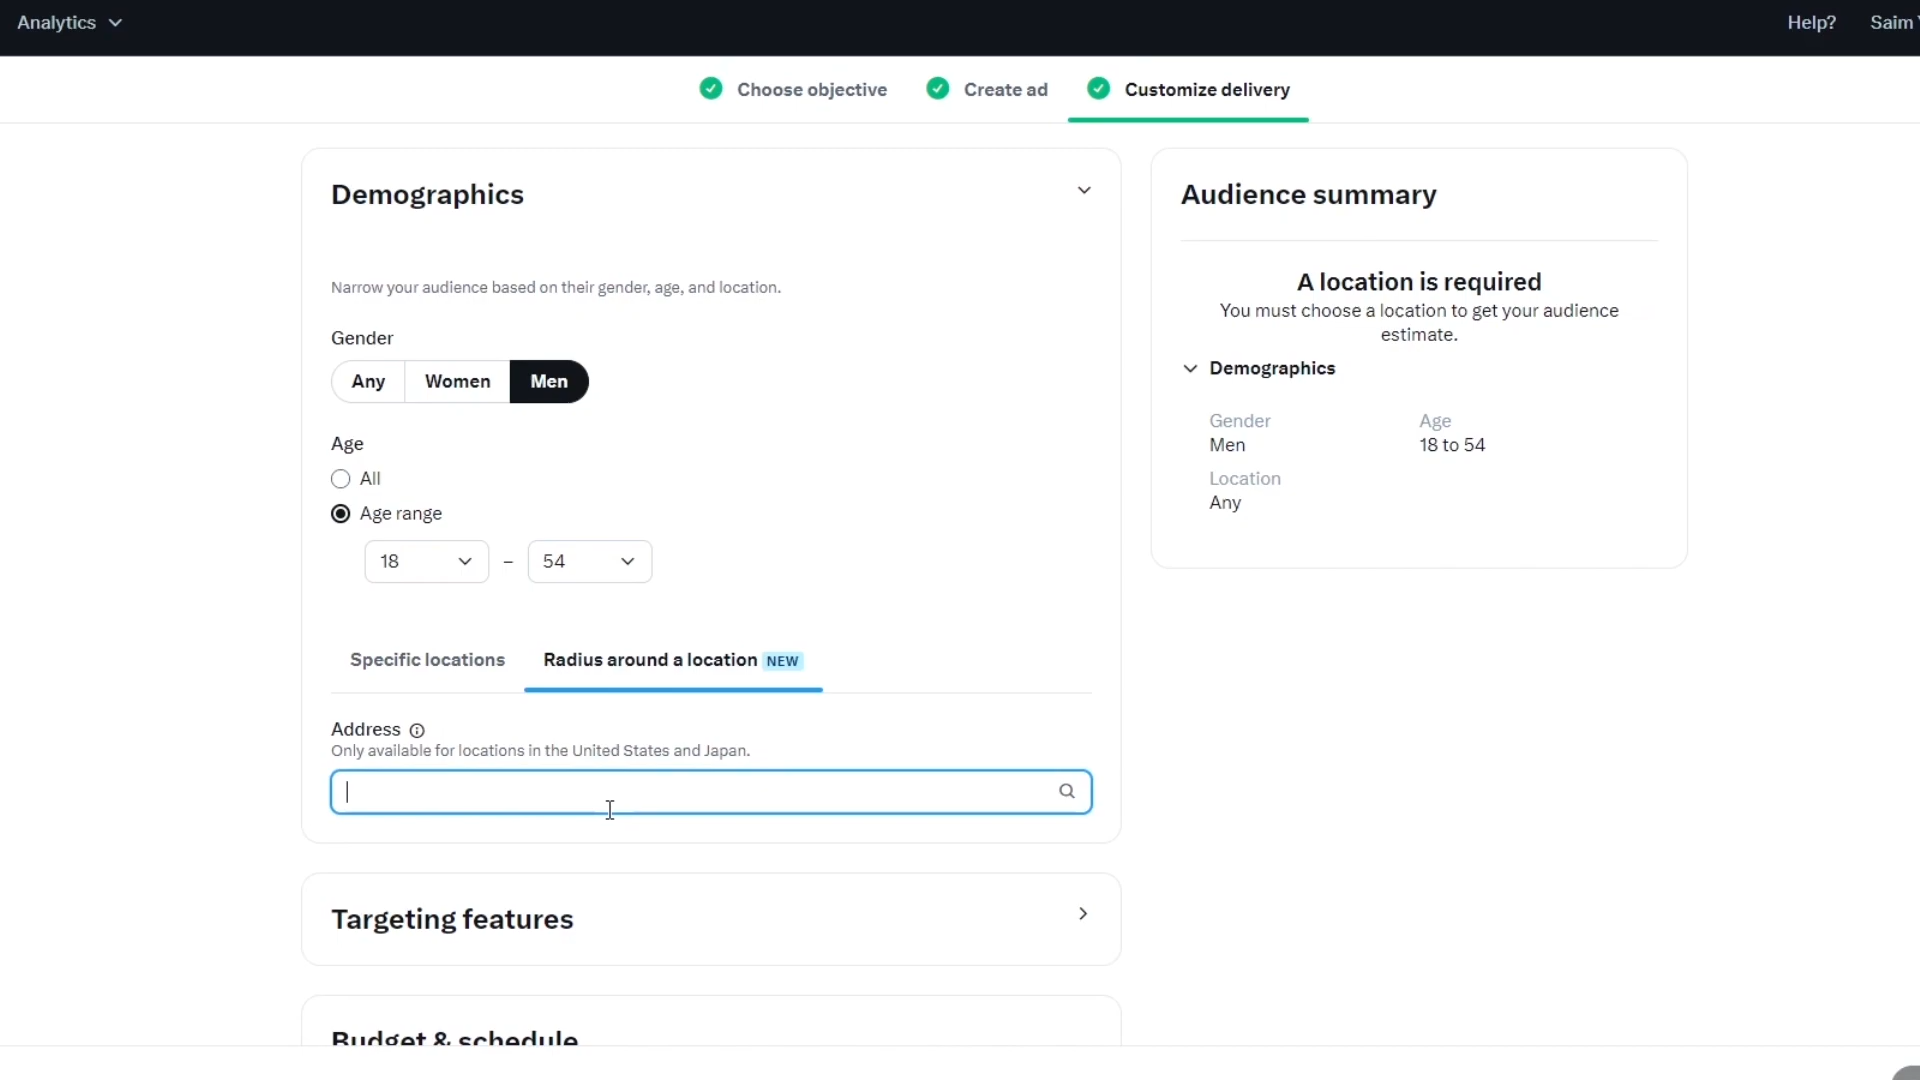 Analytics
Help?
Saim
Choose objective
Create ad
Customize delivery
Demographics
Narrow your audience based on their gender, age, and location.
Gender
Any
Women
Men
Age
All
Age range
18
–
54
Specific locations
Radius around a location NEW
Address
Only available for locations in the United States and Japan.
Targeting features
Budget & schedule
Audience summary
A location is required
You must choose a location to get your audience
estimate.
Demographics
Gender
Age
Men
18 to 54
Location
Any